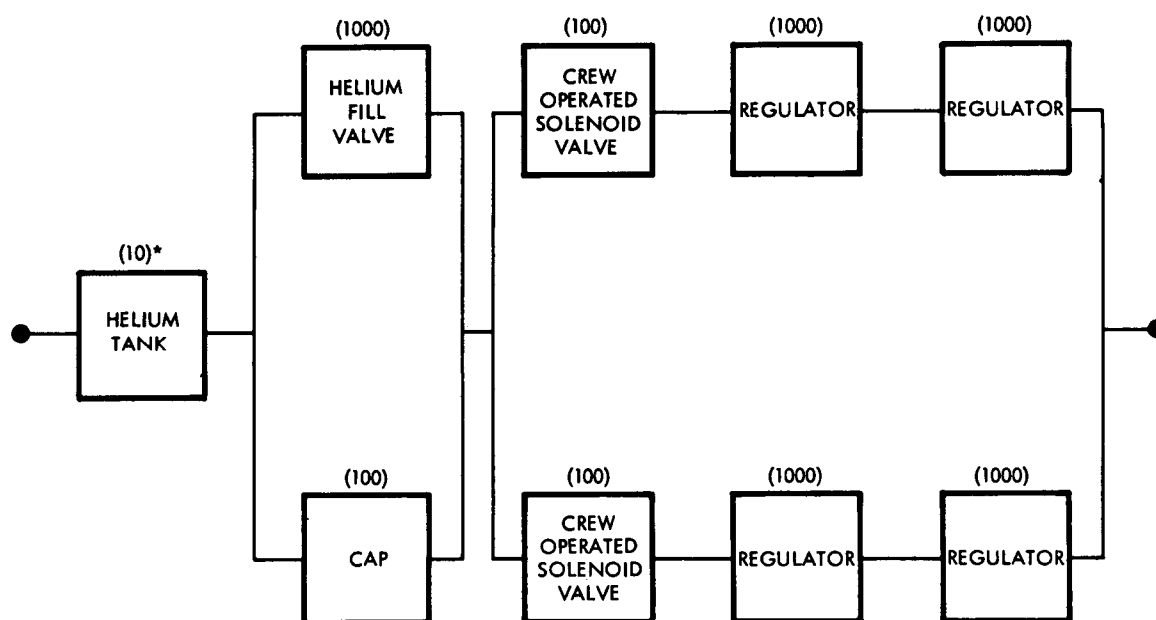 (1000)
HELIUM
FILL
VALVE
(100)
CREW
OPERATED
SOLENOID
VALVE
(1000)
REGULATOR
(1000)
REGULATOR
(10)*
HELIUM
TANK
(100)
CAP
(100)
CREW
OPERATED
SOLENOID
VALVE
(1000)
REGULATOR
(1000)
REGULATOR